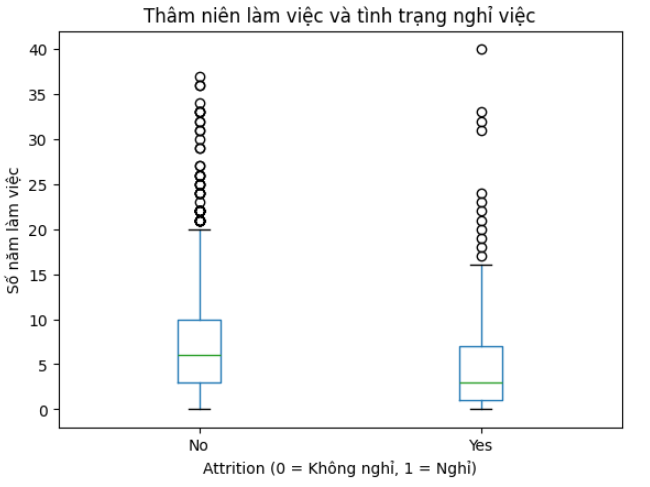 Thâm niên làm việc và tình trạng nghỉ việc
Số năm làm việc
40
35
30
25
20
15
10
5
0
No
Yes
Attrition (0 = Không nghỉ, 1 = Nghỉ)